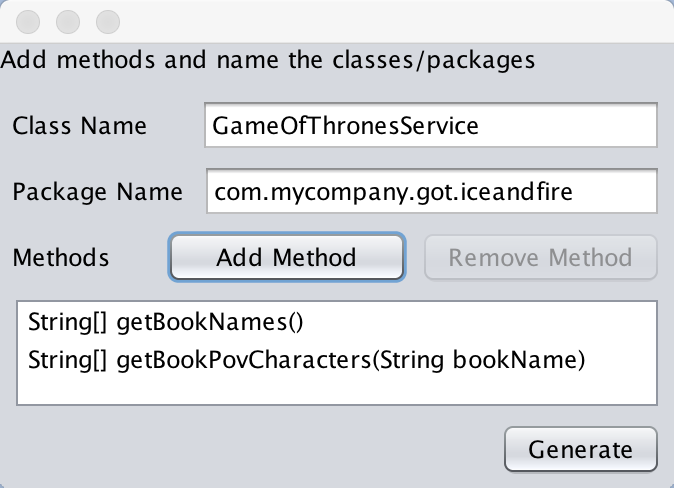 Add methods and name the classes/packages
Class Name GameOfThronesService
Package Name com.mycompany.got.iceandfire
Methods Add Method Remove Method
String[] getBookNames()
String[] getBookPovCharacters(String bookName)
Generate